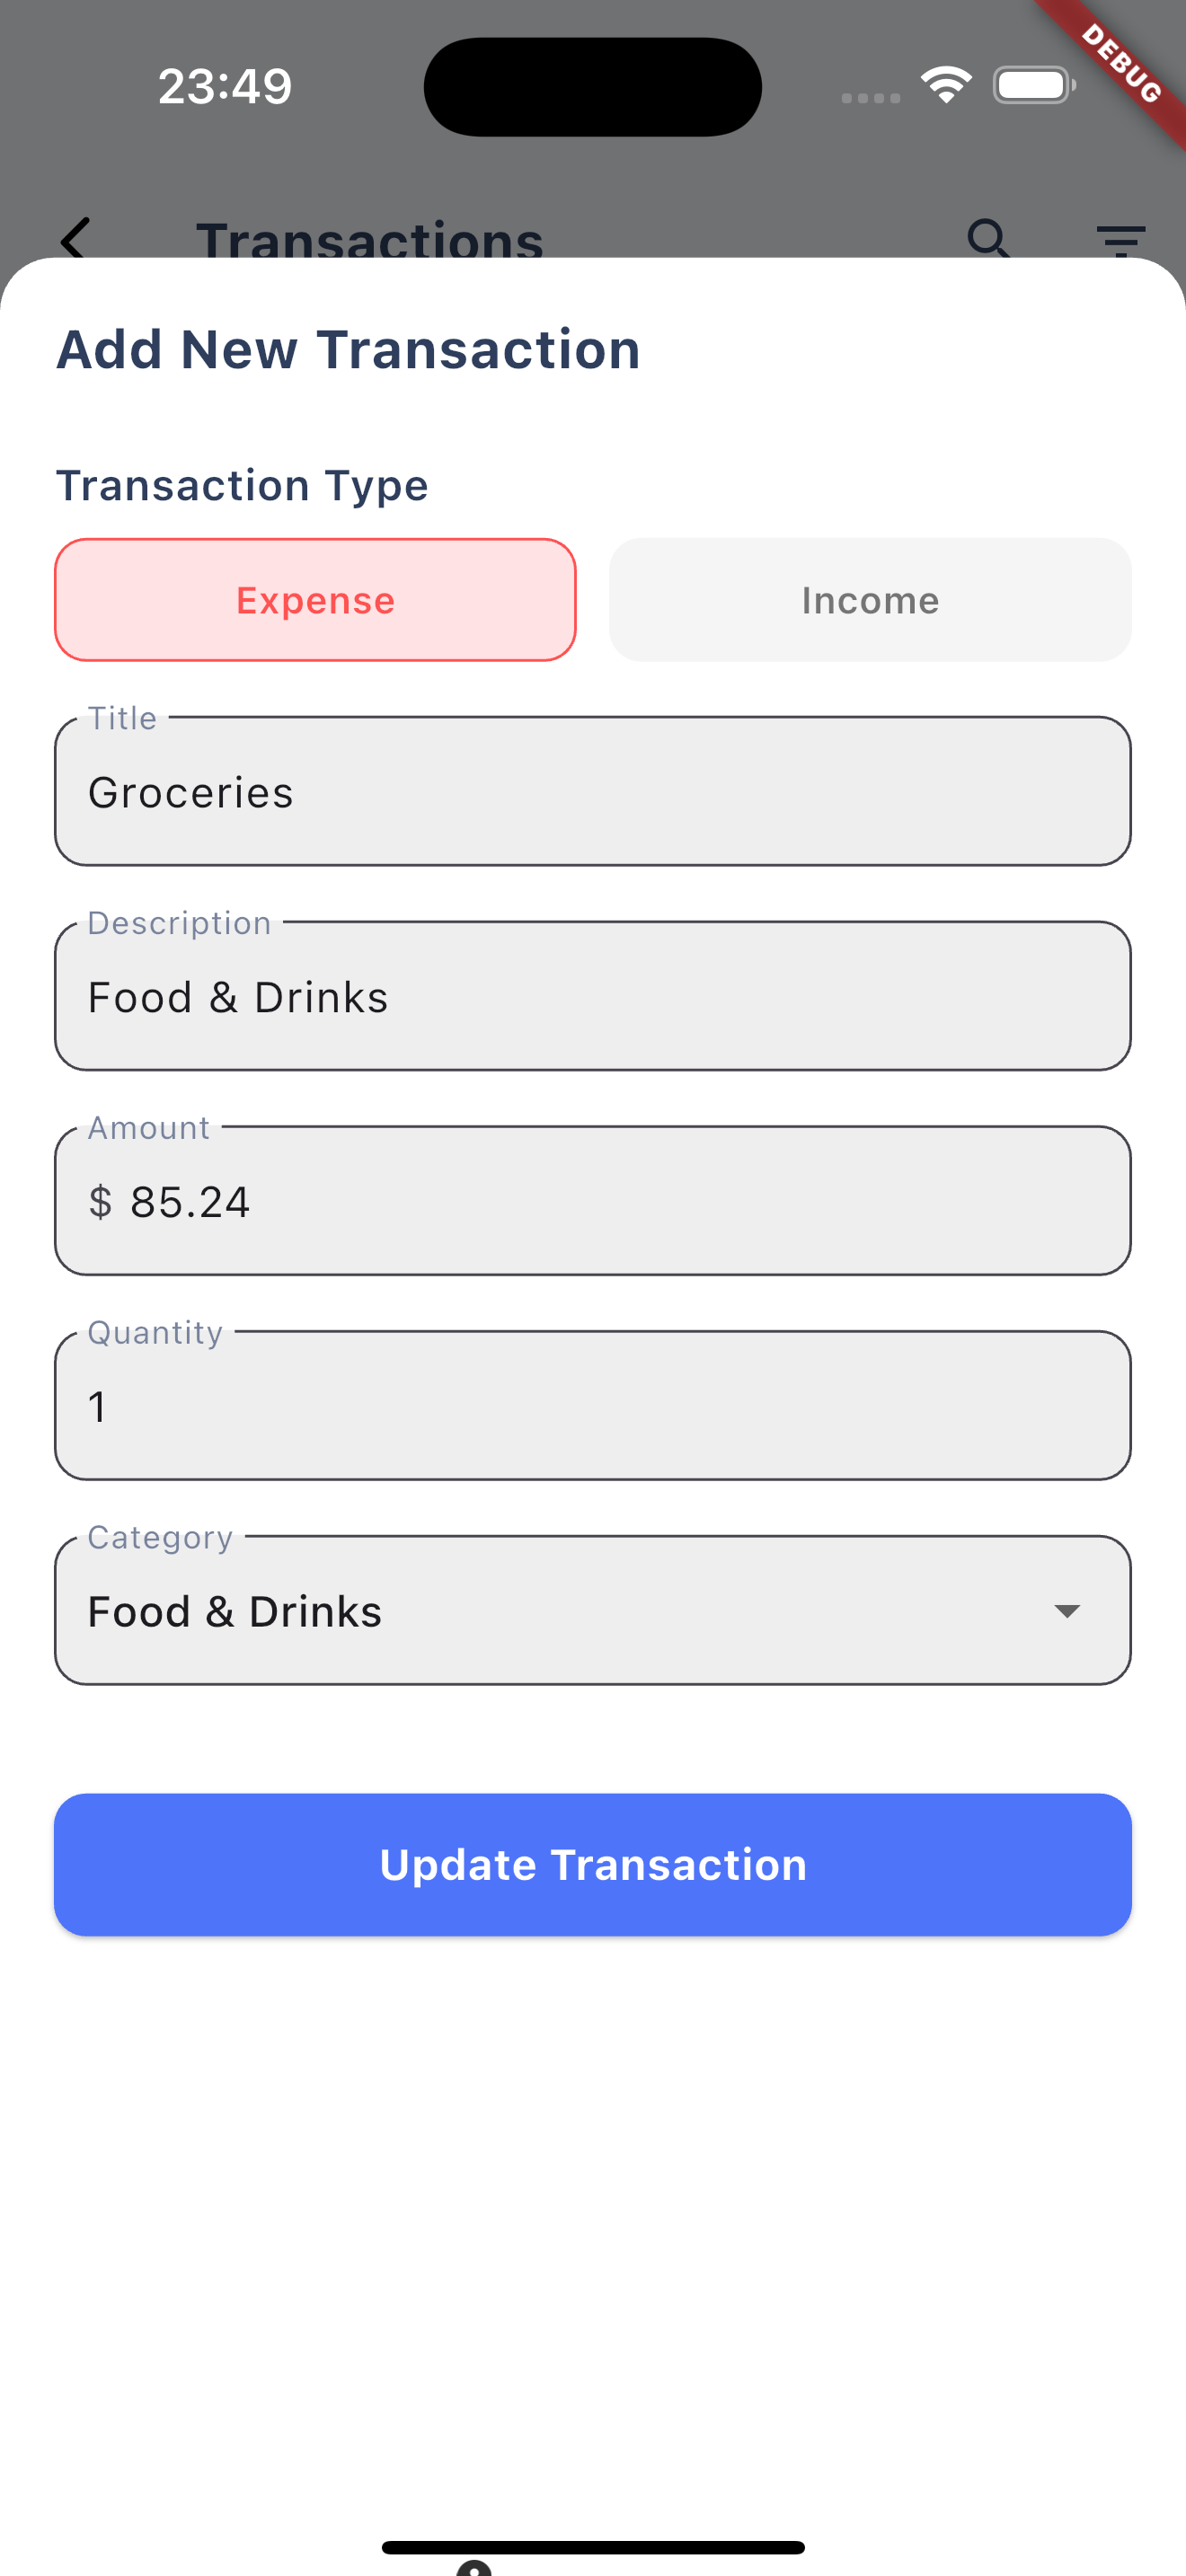 23:49
DEBUG
Transactions
Add New Transaction
Transaction Type
Expense
Income
Title
Groceries
Description
Food & Drinks
Amount
$ 85.24
Quantity
1
Category
Food & Drinks
Update Transaction